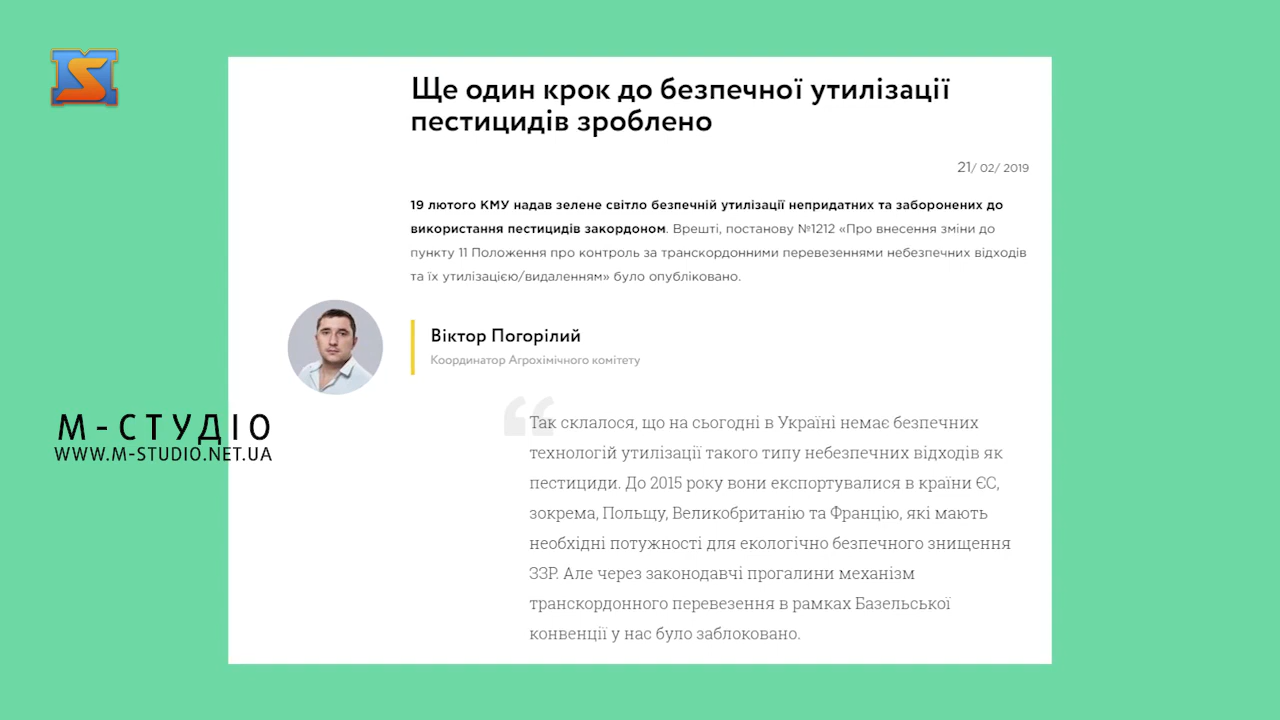 Ще один крок до безпечної утилізації
пестицидів зроблено
21/ 02/ 2019
19 лютого КМУ надав зелене світло безпечній утилізації непридатних та заборонених до
використання пестицидів закордоном. Врешті, постанову №1212 «Про внесення зміни до
пункту 11 Положення про контроль за транскордонними перевезеннями небезпечних відходів
та їх утилізацією/видаленням» було опубліковано.
Віктор Погорілий
Координатор Агрохімічного комітету
М-СТУДІО
WWW.M-STUDIO.NET.UA
“Так склалося, що на сьогодні в Україні немає безпечних
технологій утилізації такого типу небезпечних відходів як
пестициди. До 2015 року вони експортувалися в країни ЄС,
зокрема, Польщу, Великобританію та Францію, які мають
необхідні потужності для екологічно безпечного знищення
ЗЗР. Але через законодавчі прогалини механізм
транскордонного перевезення в рамках Базельської
конвенції у нас було заблоковано.